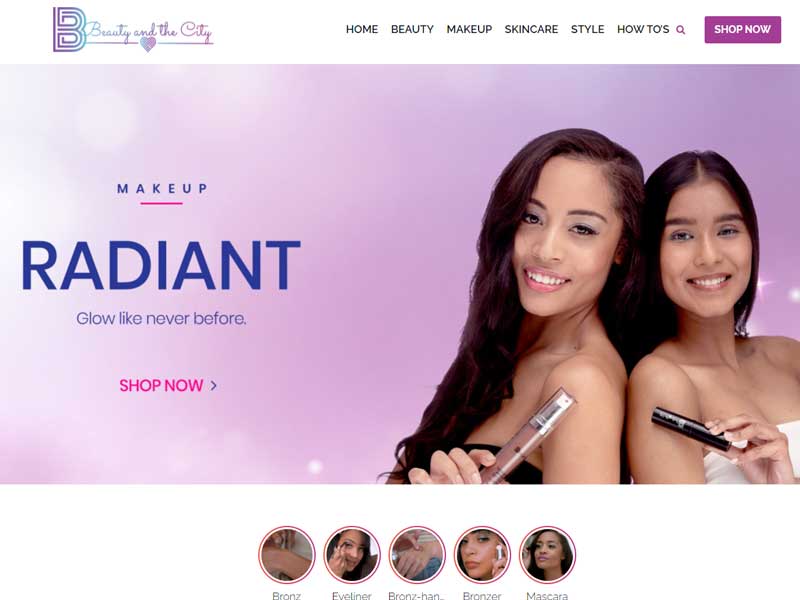 Beauty and the City
HOME BEAUTY MAKEUP SKINCARE STYLE HOW TO'S SHOP NOW
MAKEUP
RADIANT
Glow like never before.
SHOP NOW >
Bronz Eyeliner Bronz-han... Bronzer Mascara